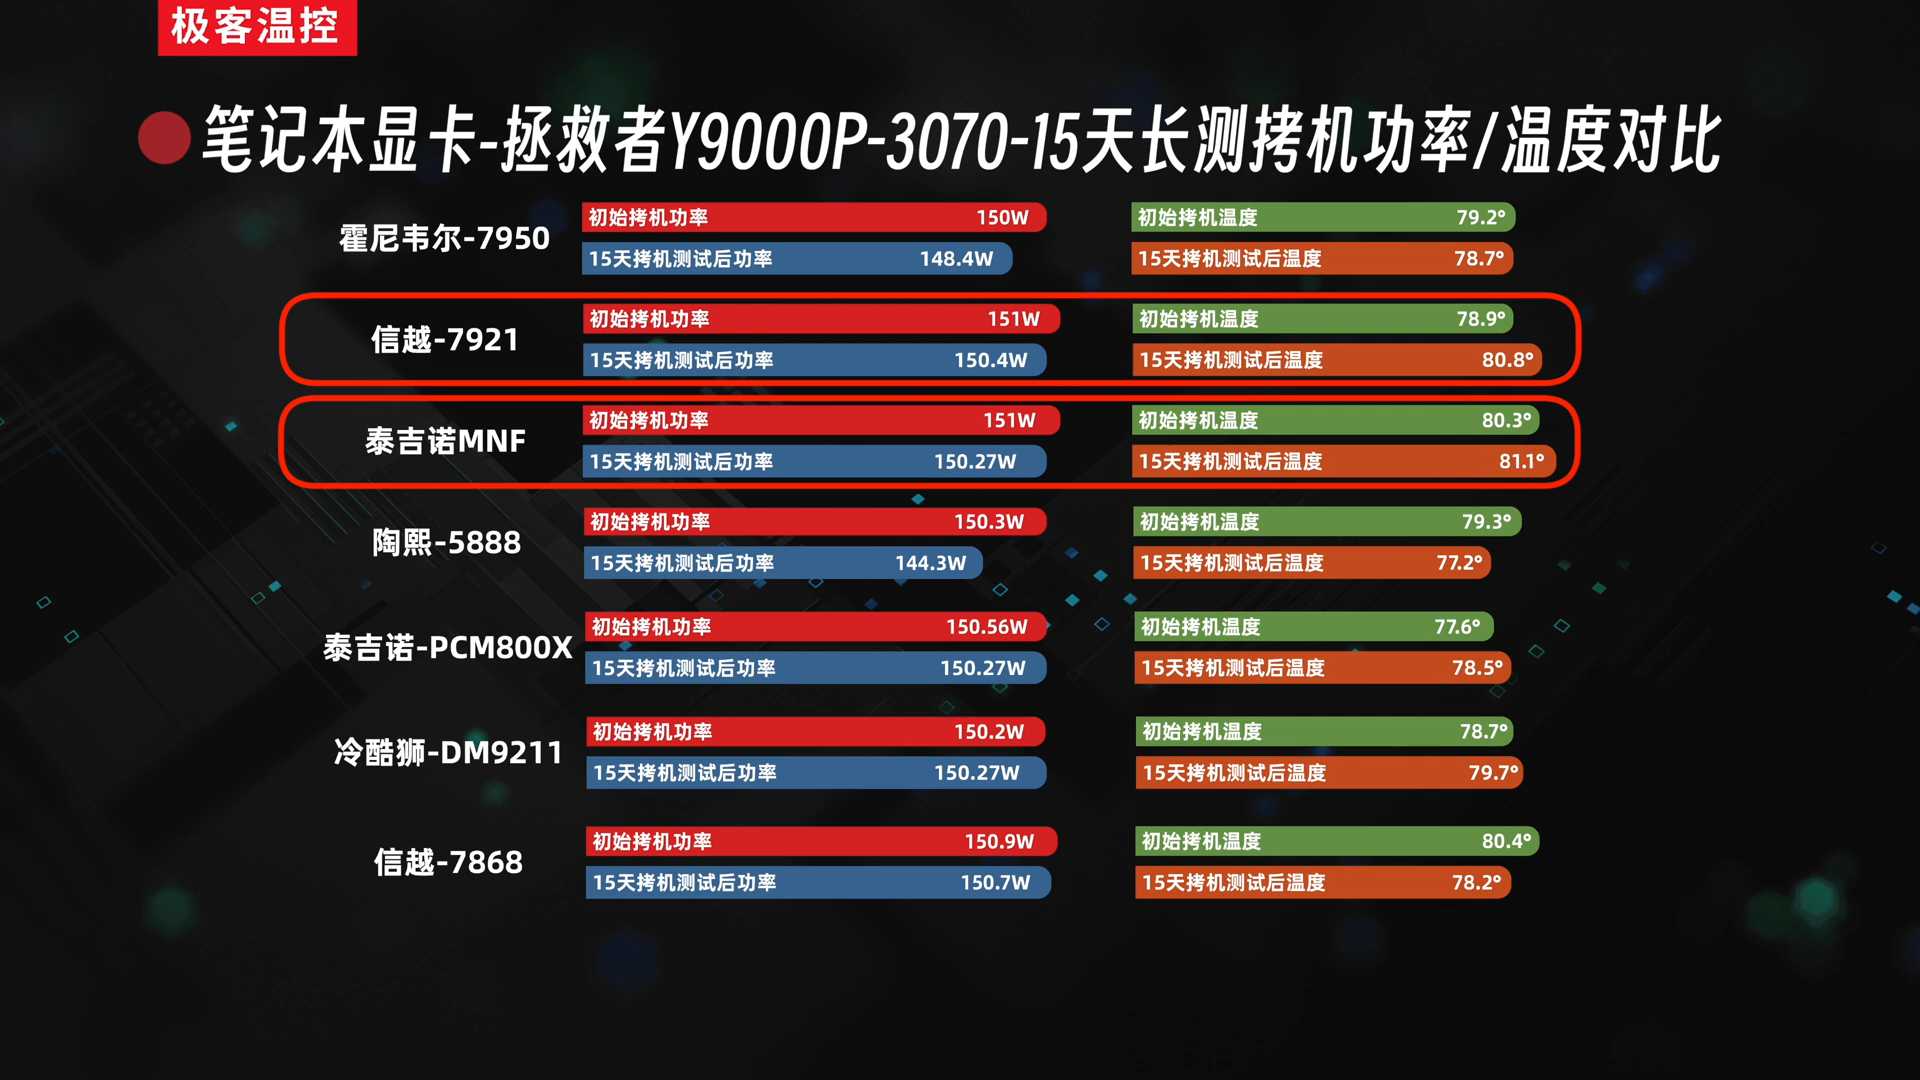 极客温控
笔记本显卡-拯救者Y9000P-3070-15天长测拷机功率/温度对比
霍尼韦尔-7950
初始拷机功率 150W
15天拷机测试后功率 148.4W
初始拷机温度 79.2°
15天拷机测试后温度 78.7°
信越-7921
初始拷机功率 151W
15天拷机测试后功率 150.4W
初始拷机温度 78.9°
15天拷机测试后温度 80.8°
泰吉诺MNF
初始拷机功率 151W
15天拷机测试后功率 150.27W
初始拷机温度 80.3°
15天拷机测试后温度 81.1°
陶熙-5888
初始拷机功率 150.3W
15天拷机测试后功率 144.3W
初始拷机温度 79.3°
15天拷机测试后温度 77.2°
泰吉诺-PCM800X
初始拷机功率 150.56W
15天拷机测试后功率 150.27W
初始拷机温度 77.6°
15天拷机测试后温度 78.5°
冷酷狮-DM9211
初始拷机功率 150.2W
15天拷机测试后功率 150.27W
初始拷机温度 78.7°
15天拷机测试后温度 79.7°
信越-7868
初始拷机功率 150.9W
15天拷机测试后功率 150.7W
初始拷机温度 80.4°
15天拷机测试后温度 78.2°